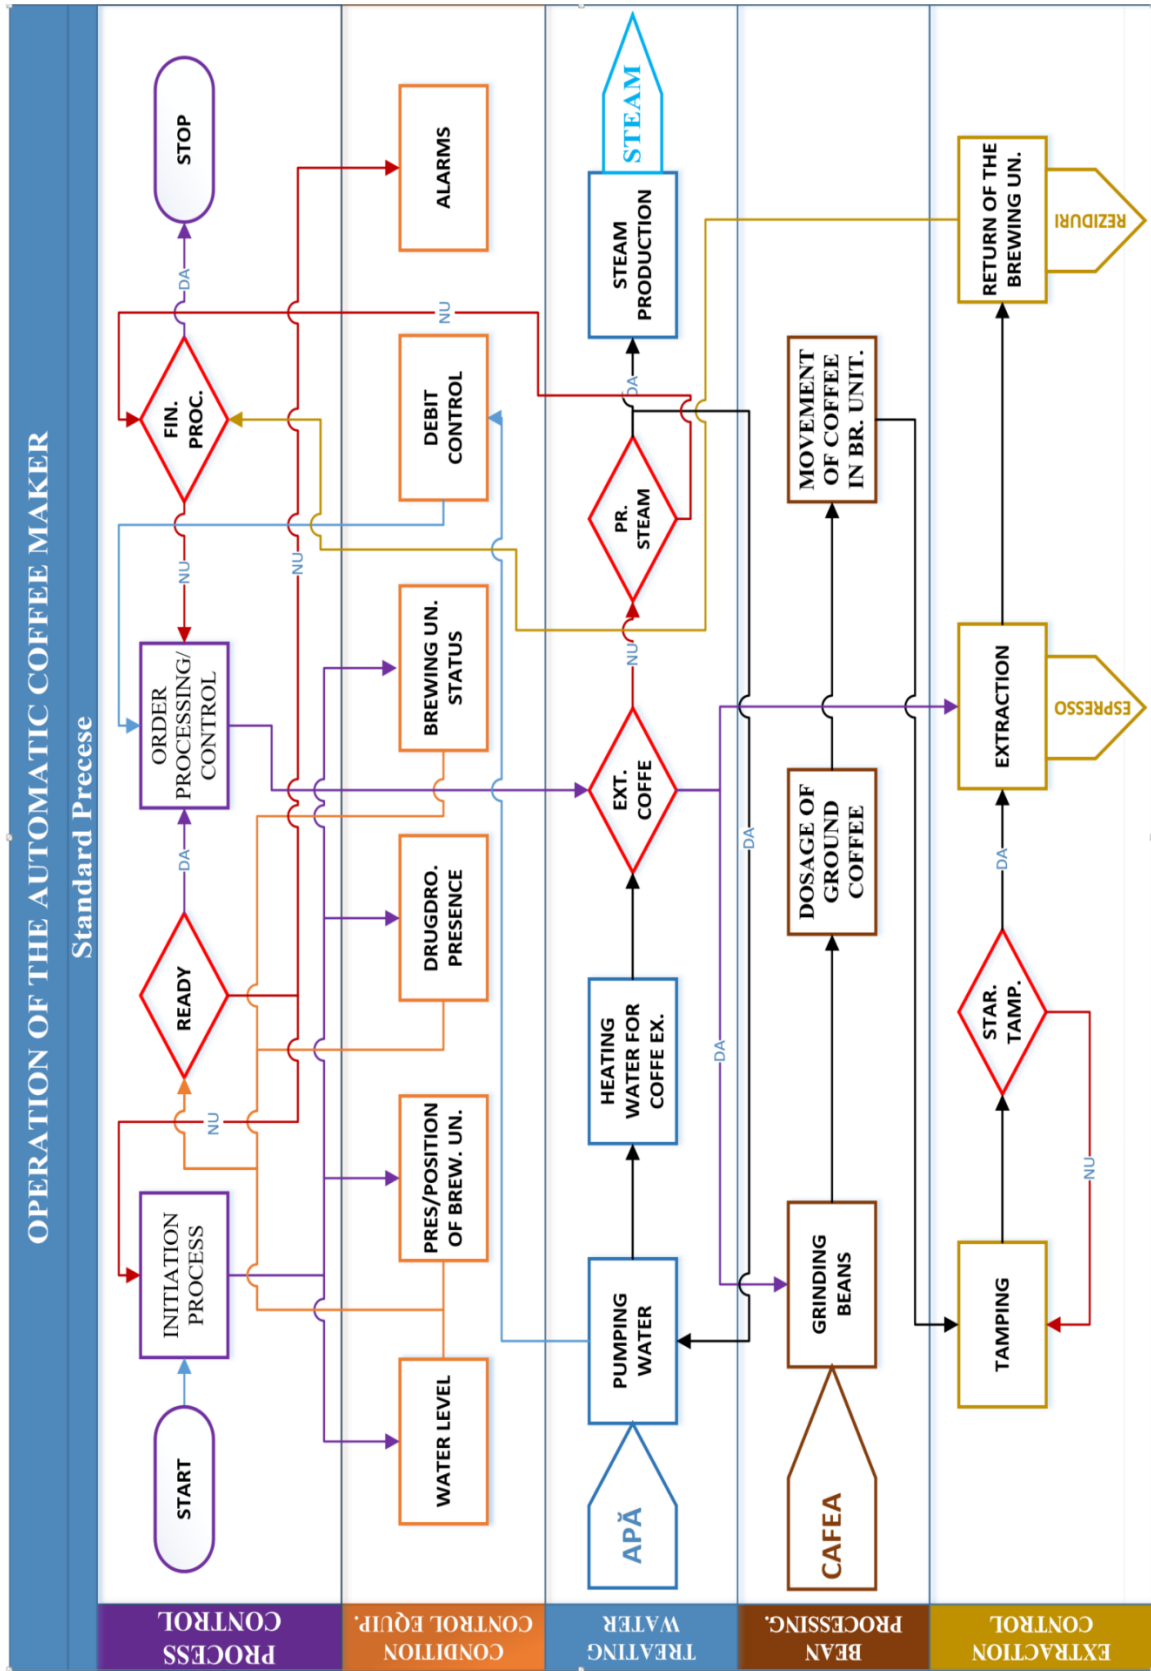 OPERATION OF THE AUTOMATIC COFFEE MAKER
Standard Precese
PROCESS
CONTROL
START
INITIATION
PROCESS
NU
READY
DA
ORDER
PROCESSING/
CONTROL
NU
NU
FIN.
PROC.
DA
STOP
CONDITION
CONTROL EQUIP.
WATER LEVEL
PRES/POSITION
OF BREW. UN.
DRUGDRO.
PRESENCE
BREWING UN.
STATUS
DEBIT
CONTROL
NU
ALARMS
TREATING
WATER
APĂ
PUMPING
WATER
HEATING
WATER FOR
COFFE EX.
EXT.
COFFE
NU
PR.
STEAM
DA
DA
STEAM
PRODUCTION
STEAM
BEAN
PROCESSING.
CAFEA
GRINDING
BEANS
DA
DOSAGE OF
GROUND
COFFEE
DA
MOVEMENT
OF COFFEE
IN BR. UNIT.
EXTRACTION
CONTROL
TAMPING
NU
STAR.
TAMP.
DA
EXTRACTION
ESPRESSO
RETURN OF THE
BREWING UN.
REZIDURI